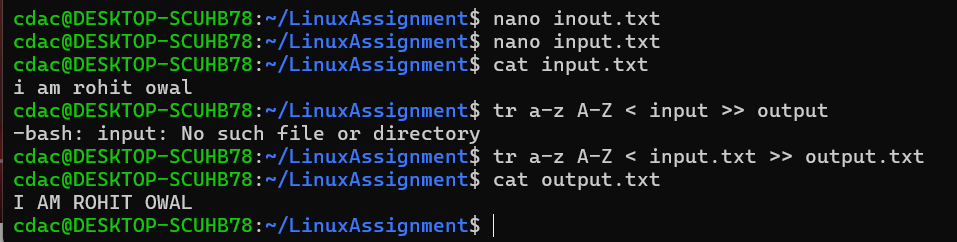 cdac@DESKTOP-SCUHB78:~/LinuxAssignment$ nano inout.txt
cdac@DESKTOP-SCUHB78:~/LinuxAssignment$ nano input.txt
cdac@DESKTOP-SCUHB78:~/LinuxAssignment$ cat input.txt
i am rohit owal
cdac@DESKTOP-SCUHB78:~/LinuxAssignment$ tr a-z A-Z < input >> output
-bash: input: No such file or directory
cdac@DESKTOP-SCUHB78:~/LinuxAssignment$ tr a-z A-Z < input.txt >> output.txt
cdac@DESKTOP-SCUHB78:~/LinuxAssignment$ cat output.txt
I AM ROHIT OWAL
cdac@DESKTOP-SCUHB78:~/LinuxAssignment$